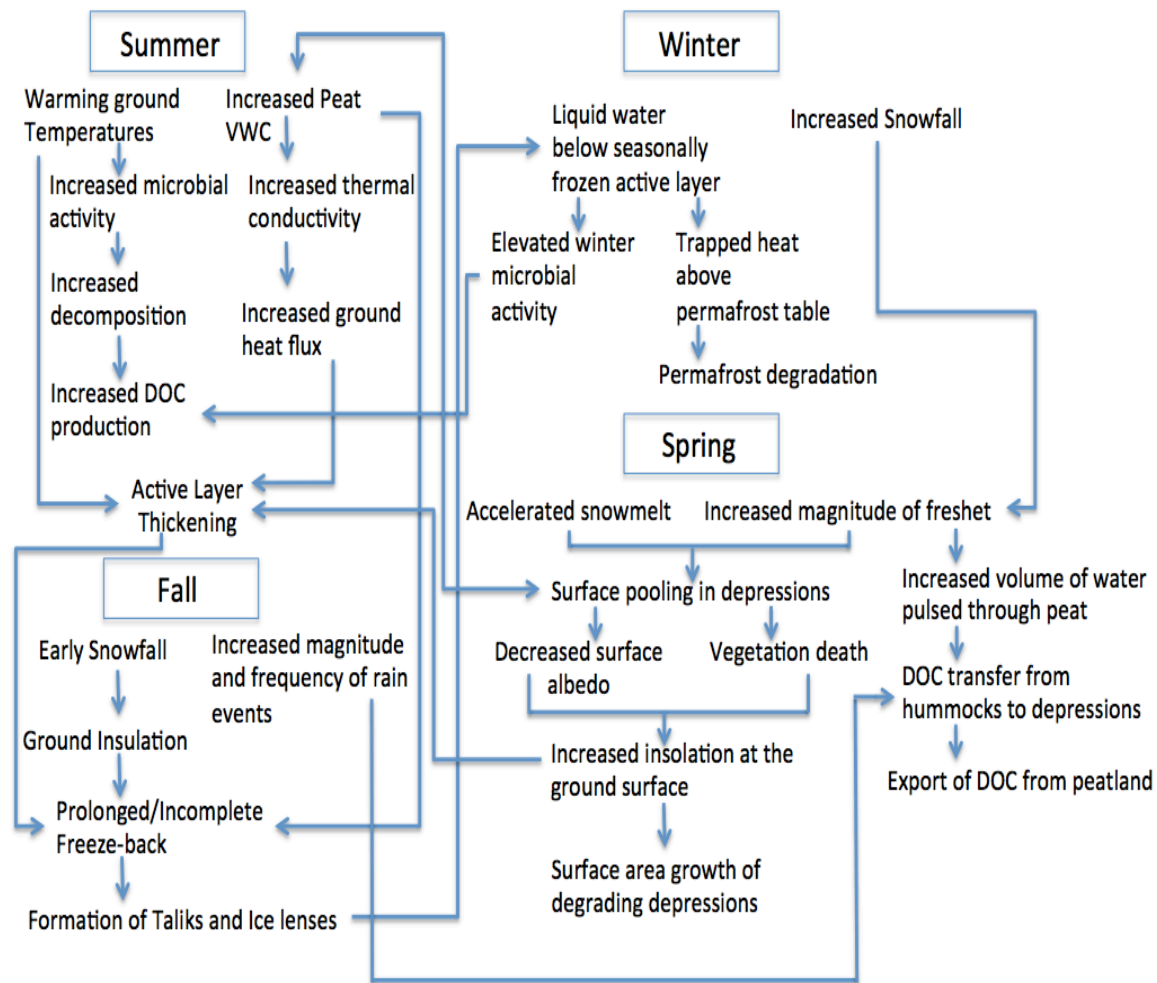 Summer
Warming ground
Temperatures
Increased microbial
activity
Increased
decomposition
Increased DOC
production
Increased Peat
VWC
Increased thermal
conductivity
Increased ground
heat flux
Active Layer
Thickening
Fall
Early Snowfall
Ground Insulation
Prolonged/Incomplete
Freeze-back
Formation of Taliks and Ice lenses
Increased magnitude
and frequency of rain
events
Winter
Liquid water
below seasonally
frozen active layer
Elevated winter
microbial
activity
Trapped heat
above
permafrost table
Permafrost degradation
Increased Snowfall
Spring
Accelerated snowmelt
Increased magnitude of freshet
Surface pooling in depressions
Decreased surface
albedo
Vegetation death
Increased insolation at the
ground surface
Surface area growth of
degrading depressions
Increased volume of water
pulsed through peat
DOC transfer from
hummocks to depressions
Export of DOC from peatland